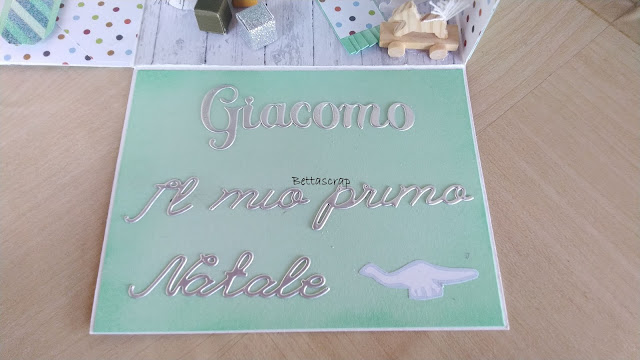 Giacomo
Bettascrap
Il mio primo
Natale